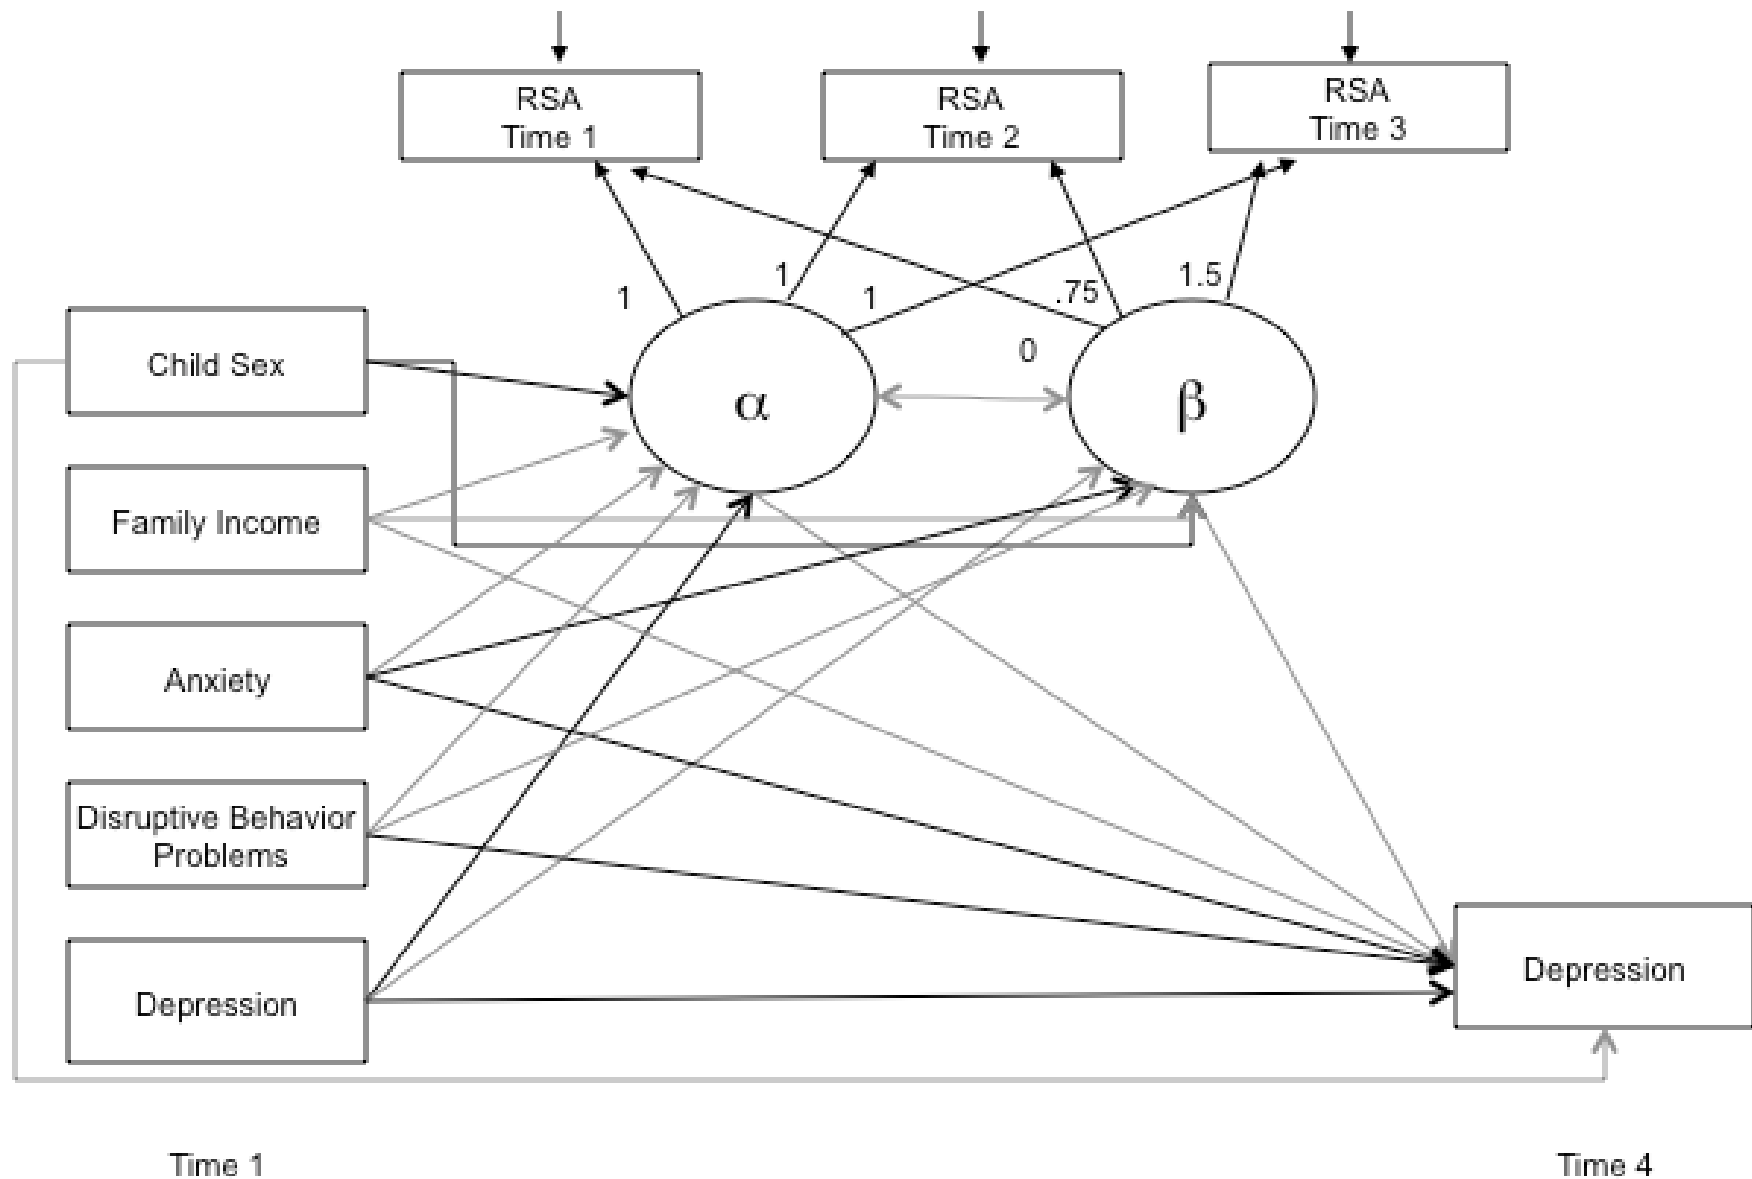 RSA
Time 1
RSA
Time 2
RSA
Time 3
1
1
1
.75
1.5
0
Child Sex
α
β
Family Income
Anxiety
Disruptive Behavior
Problems
Depression
Depression
Time 1
Time 4